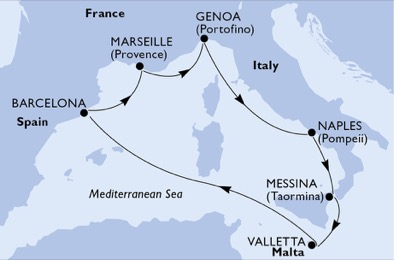 France
GENOA
(Portofino)
MARSEILLE
(Provence)
Italy
BARCELONA
Spain
NAPLES
(Pompeii)
MESSINA
(Taormina)
Mediterranean Sea
VALLETTA
Malta